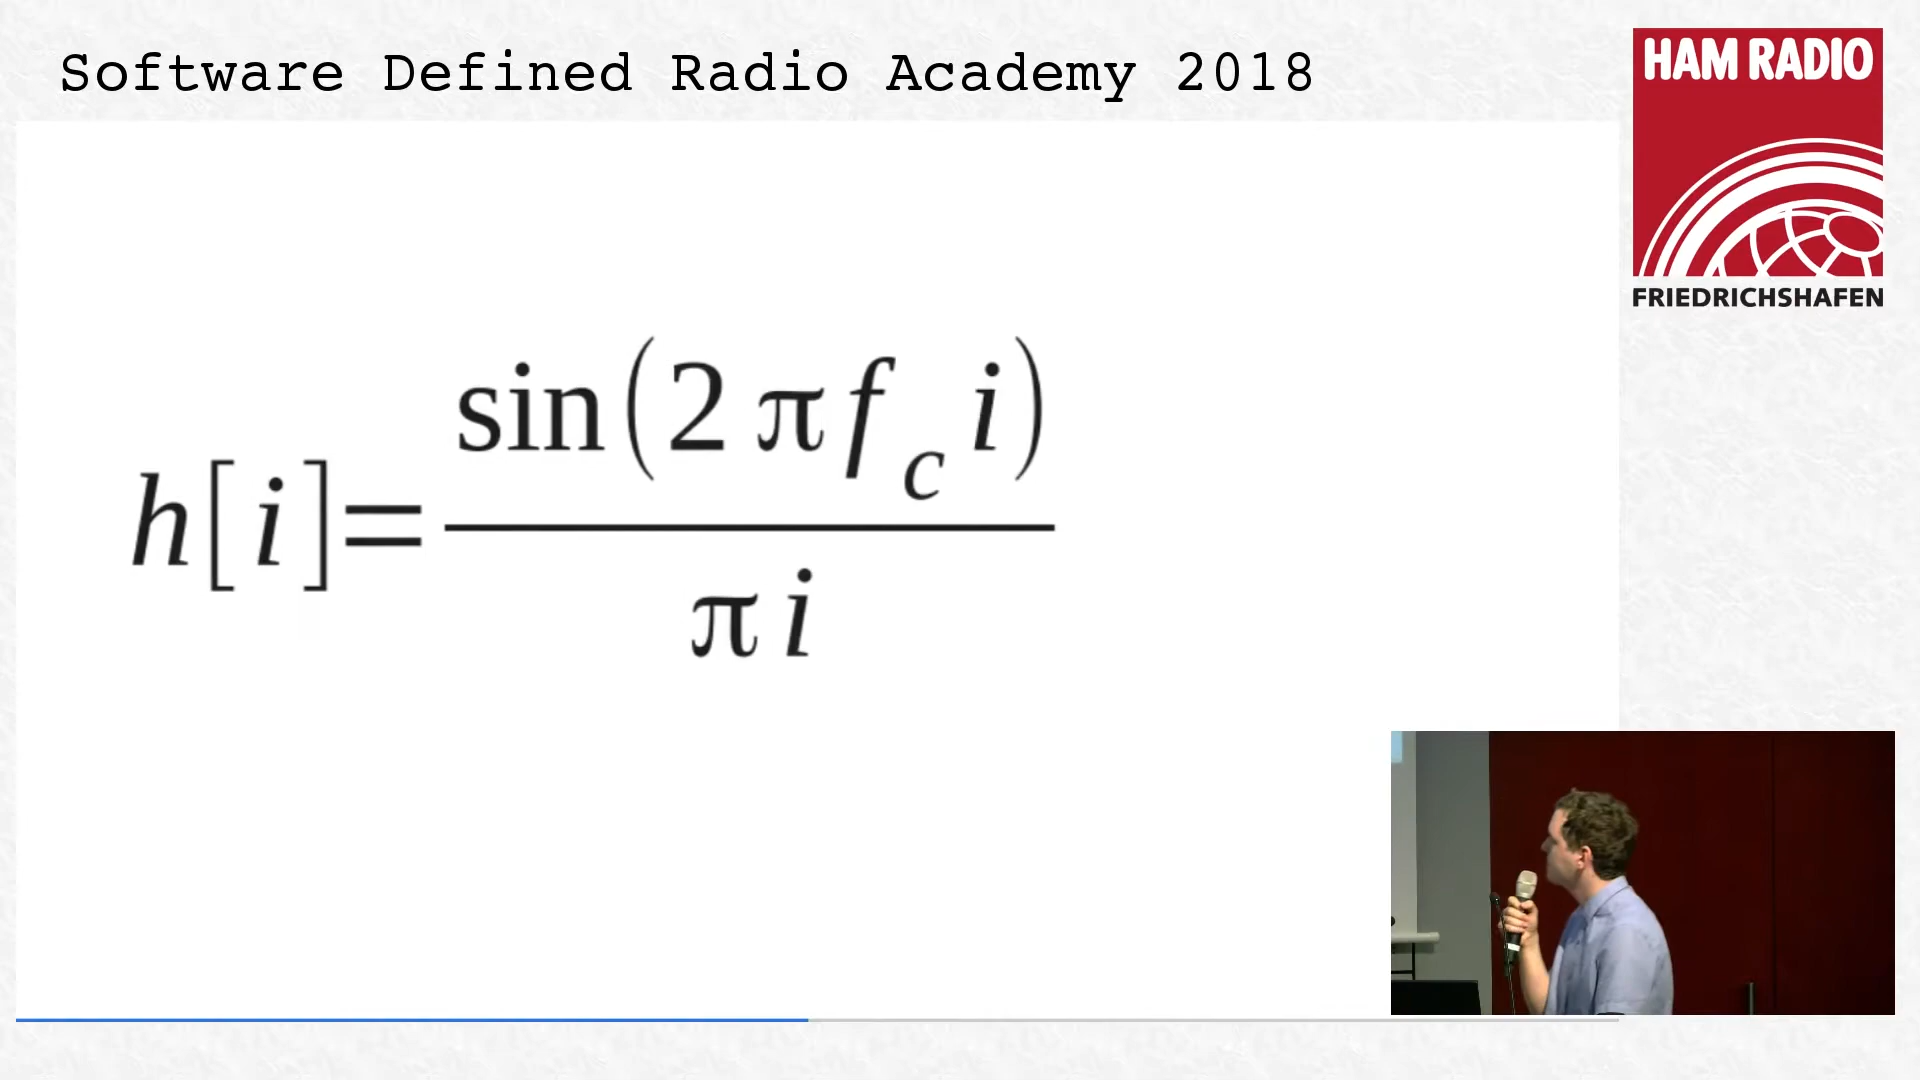 Software Defined Radio Academy 2018
HAM RADIO
FRIEDRICHSHAFEN
h[i]=
sin(2πf_c i)
πi